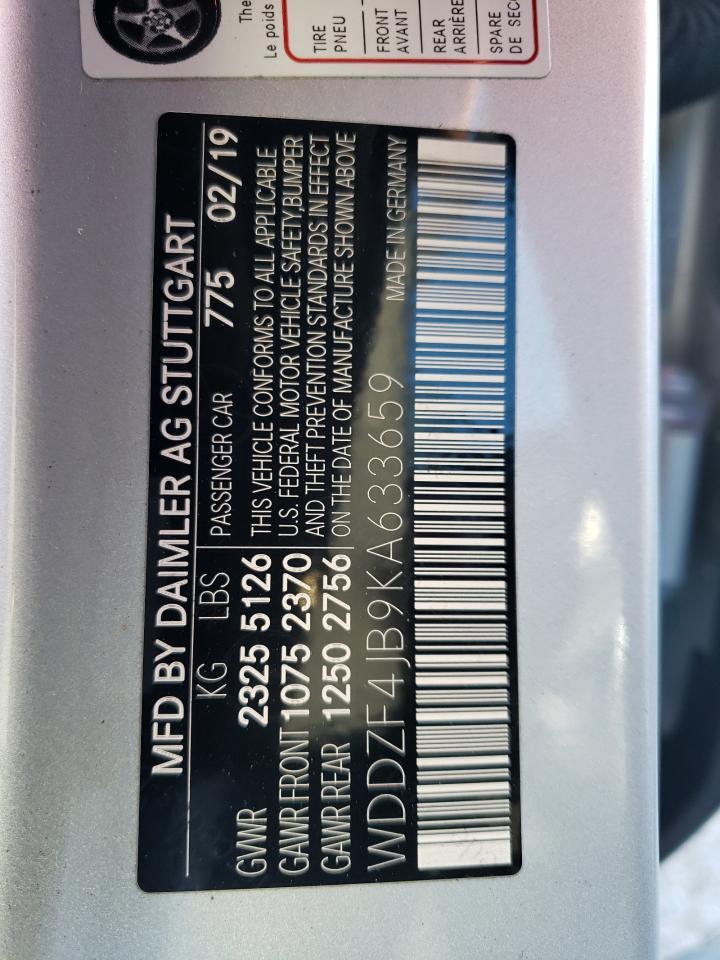 The
Le poids
TIRE
PNEU
FRONT
AVANT
REAR
ARRIÈRE
SPARE
DE
MFD BY DAIMLER AG STUTTGART
KG LBS PASSENGER CAR 775 02/19
GVWR 2325 5126 THIS VEHICLE CONFORMS TO ALL APPLICABLE
GAWR FRONT 1075 2370 U.S. FEDERAL MOTOR VEHICLE SAFETY, BUMPER
GAWR REAR 1250 2756 AND THEFT PREVENTION STANDARDS IN EFFECT
ON THE DATE OF MANUFACTURE SHOWN ABOVE
WDDZF4JB9KA633659 MADE IN GERMANY